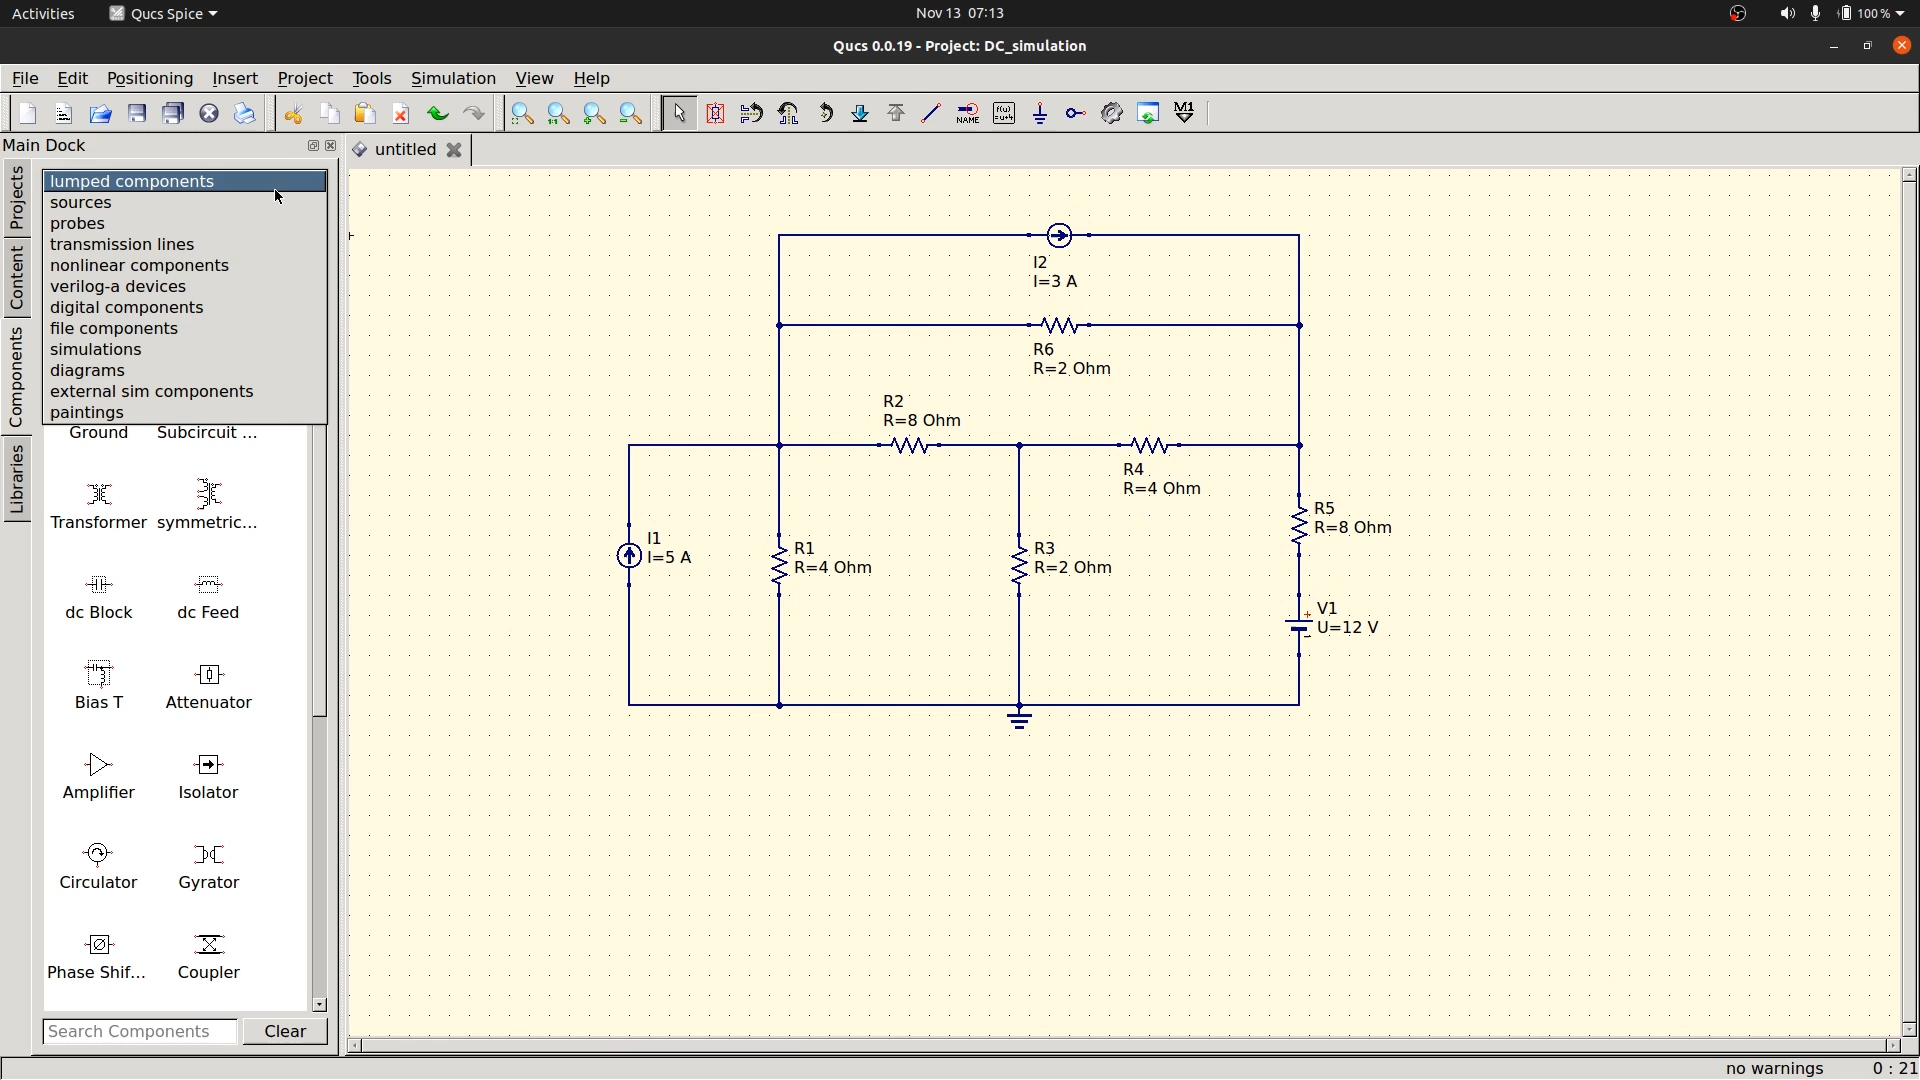 Activities Qucs Spice Nov 13 07:13 100 %
Qucs 0.0.19 - Project: DC_simulation
File Edit Positioning Insert Project Tools Simulation View Help
NAME f(u) =u+4 M1
Main Dock
untitled
Projects
Content
Components
Libraries
lumped components
sources
probes
transmission lines
nonlinear components
verilog-a devices
digital components
file components
simulations
diagrams
external sim components
paintings
Ground Subcircuit ...
Transformer symmetric...
dc Block dc Feed
Bias T Attenuator
Amplifier Isolator
Circulator Gyrator
Phase Shif... Coupler
Search Components Clear
I2
I=3 A
R6
R=2 Ohm
R2
R=8 Ohm
R4
R=4 Ohm
R5
R=8 Ohm
I1
I=5 A
R1
R=4 Ohm
R3
R=2 Ohm
V1
U=12 V
no warnings 0 : 21